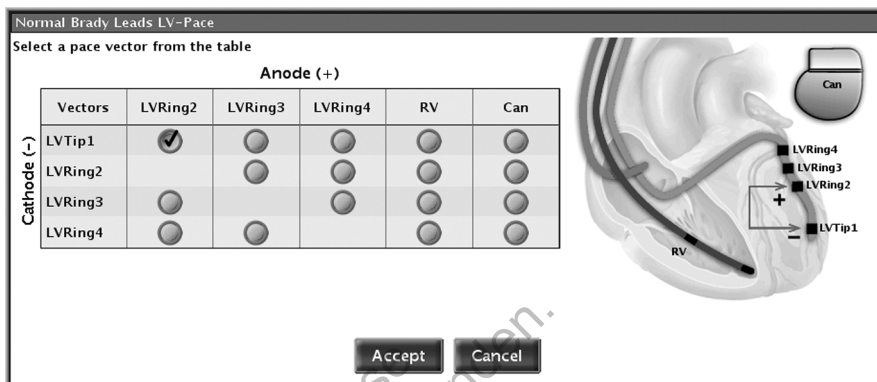 Normal Brady Leads LV-Pace
Select a pace vector from the table
Anode (+)
Vectors LVRing2 LVRing3 LVRing4 RV Can
Cathode (-)
LVTip1
LVRing2
LVRing3
LVRing4
Can
LVRing4
LVRing3
LVRing2
+
LVTip1
−
RV
Accept Cancel